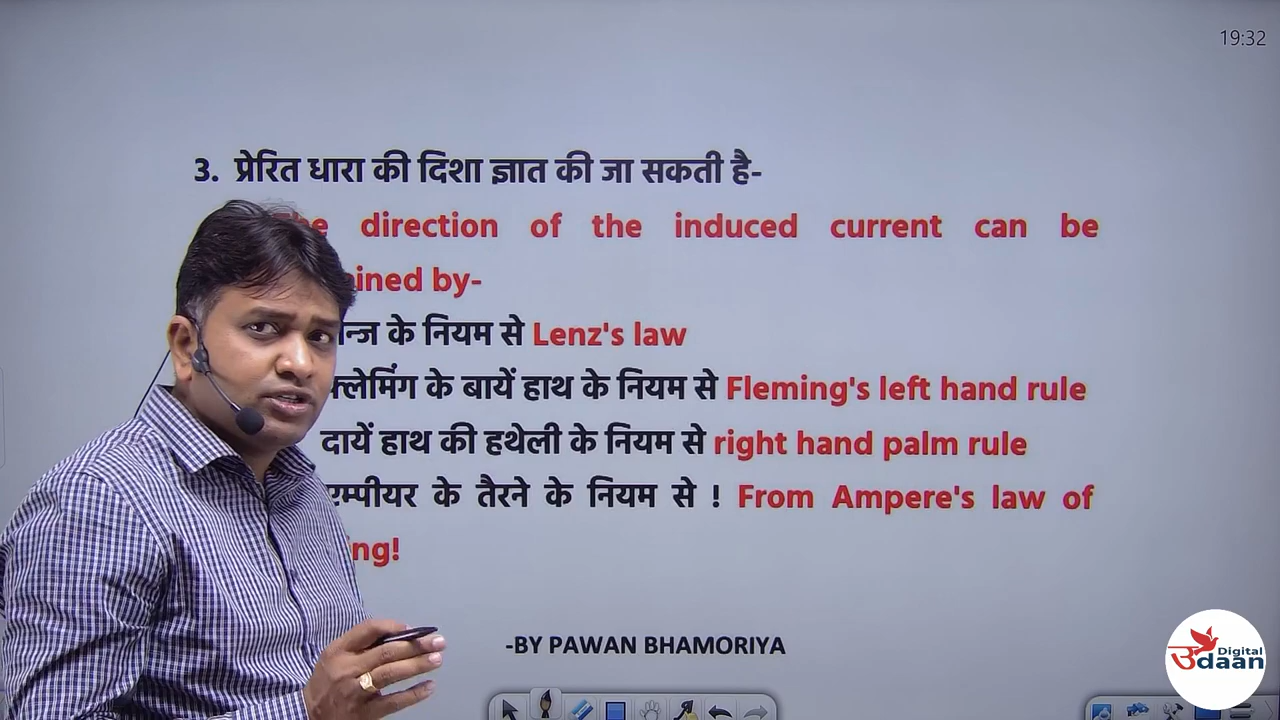 19:32
3. प्रेरित धारा की दिशा ज्ञात की जा सकती है-
direction of the induced current can be
by-
के नियम से Lenz's law
के बायें हाथ के नियम से Fleming's left hand rule
दायें हाथ की हथेली के नियम से right hand palm rule
के तैरने के नियम से ! From Ampere's law of
-BY PAWAN BHAMORIYA
Digital
उdaan